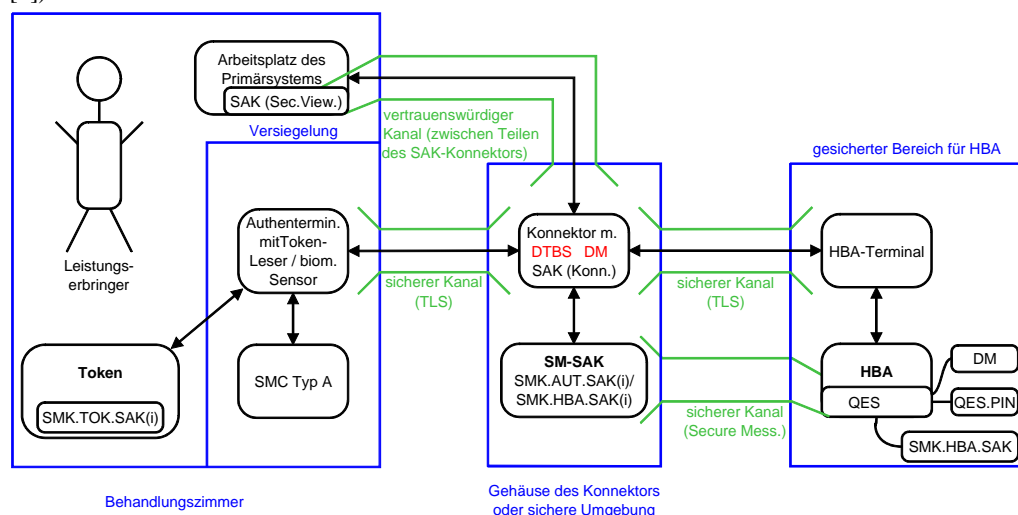 Arbeitsplatz des
Primärsystems
SAK (Sec.View.)
Versiegelung
vertrauenswürdiger
Kanal (zwischen Teilen
des SAK-Konnektors)
gesicherter Bereich für HBA
Leistungs-
erbringer
Authentermin.
mitToken-
Leser / biom.
Sensor
sicherer Kanal
(TLS)
Konnektor m.
DTBS DM
SAK (Konn.)
sicherer Kanal
(TLS)
HBA-Terminal
Token
SMK.TOK.SAK(i)
SMC Typ A
SM-SAK
SMK.AUT.SAK(i)/
SMK.HBA.SAK(i)
sicherer Kanal
(Secure Mess.)
HBA
QES
DM
QES.PIN
SMK.HBA.SAK
Behandlungszimmer
Gehäuse des Konnektors
oder sichere Umgebung